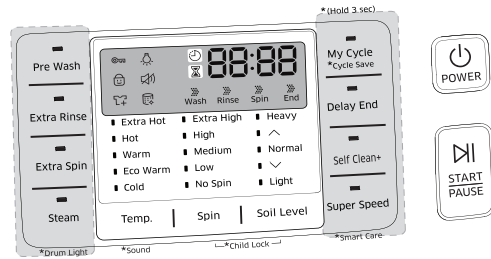 *(Hold 3 sec)
Pre Wash
Extra Rinse
Extra Spin
Steam
*Drum Light
88:88
Wash Rinse Spin End
Extra Hot Extra High Heavy
Hot High
Warm Medium Normal
Eco Warm Low
Cold No Spin Light
Temp. Spin Soil Level
*Sound
*Child Lock
My Cycle
*Cycle Save
Delay End
Self Clean+
Super Speed
*Smart Care
POWER
START
PAUSE